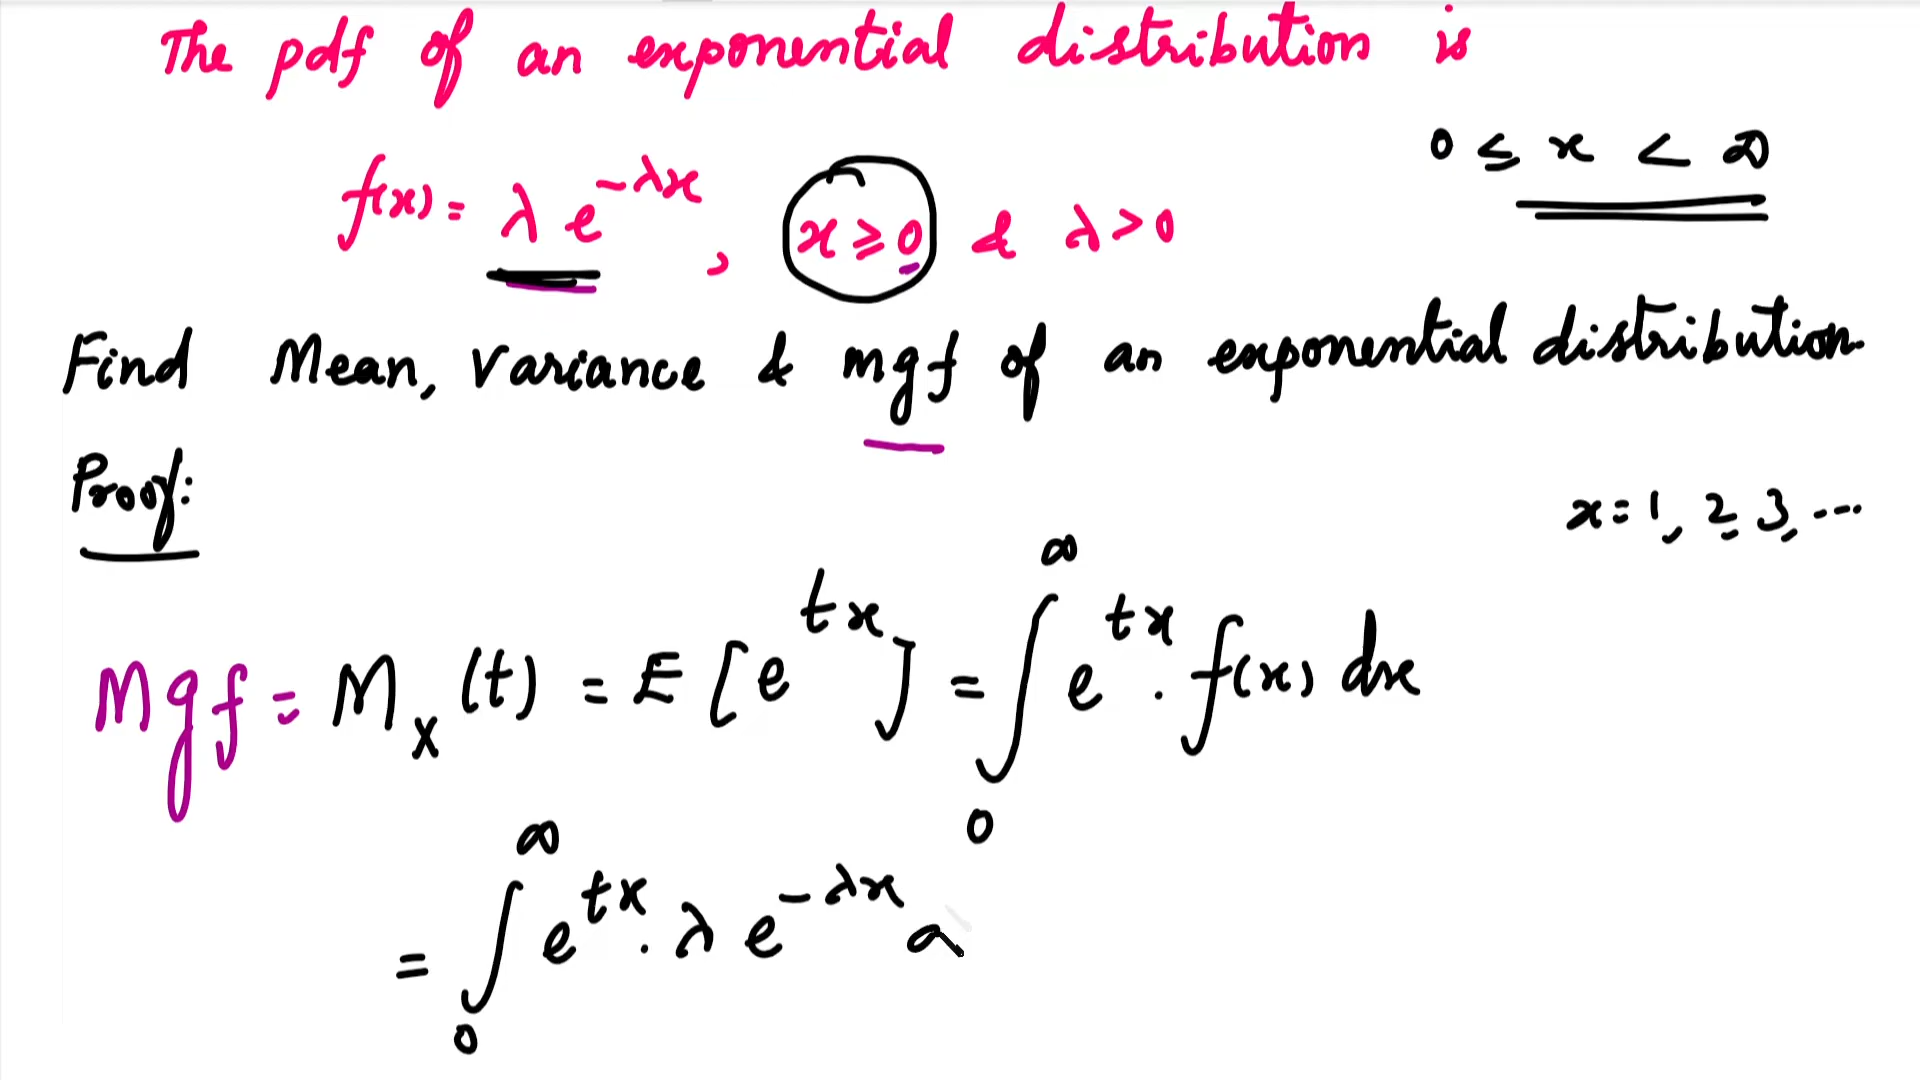 The pdf of an exponential distribution is
0 ≤ x < ∞
f(x) = λ e^{-λx}, x ≥ 0 & λ > 0
Find Mean, Variance & mgf of an exponential distribution.
Proof:
x = 1, 2, 3, ...
Mgf = M_X (t) = E [e^{tx}] = ∫_0^∞ e^{tx} . f(x) dx
= ∫_0^∞ e^{tx} . λ e^{-λx}